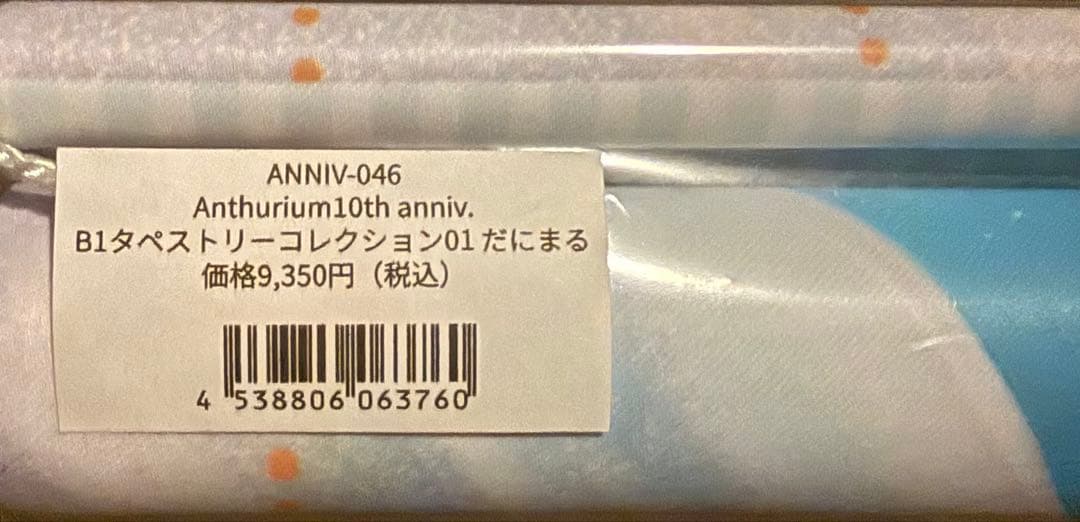 ANNIV-046
Anthurium10th anniv.
B1タペストリーコレクション01 だにまる
価格9,350円（税込）
4 538806 063760